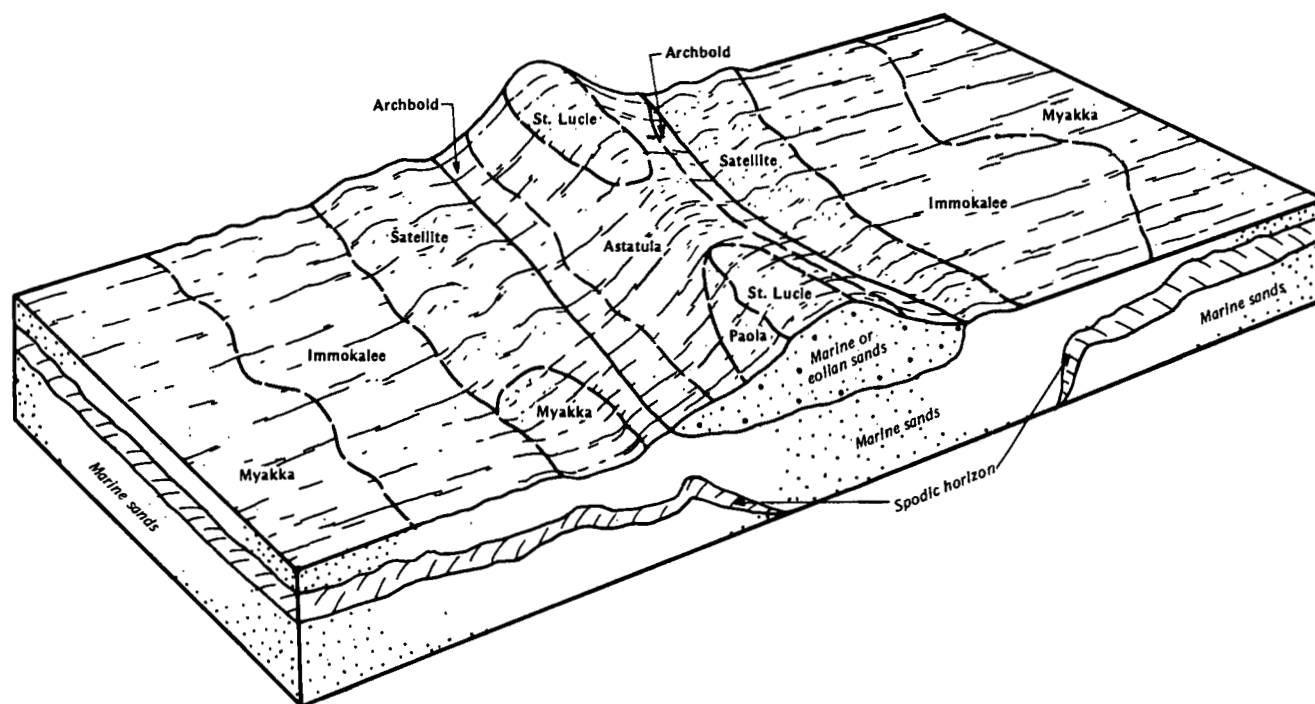 Archbold
Archbold
St. Lucie
Myakka
Satellite
Immokalee
Satellite
Astatula
St. Lucie
Paola
Marine or
eolian sands
Marine sands
Immokalee
Myakka
Marine sands
Myakka
Marine sands
Spodic horizon